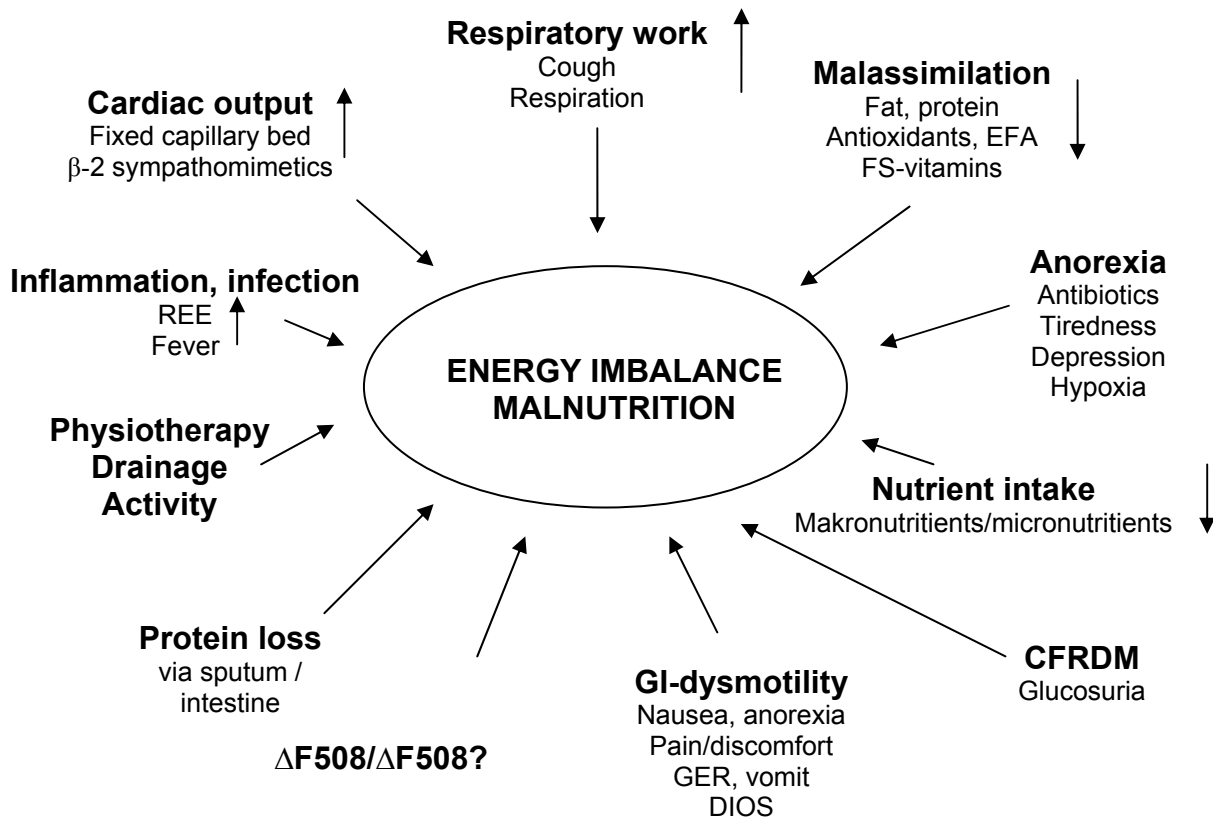 Respiratory work
Cough
Respiration
Malassimilation
Fat, protein
Antioxidants, EFA
FS-vitamins
Cardiac output
Fixed capillary bed
β-2 sympathomimetics
Anorexia
Antibiotics
Tiredness
Depression
Hypoxia
Inflammation, infection
REE
Fever
ENERGY IMBALANCE
MALNUTRITION
Physiotherapy
Drainage
Activity
Nutrient intake
Makronutritients/micronutritients
Protein loss
via sputum /
intestine
CFRDM
Glucosuria
GI-dysmotility
Nausea, anorexia
Pain/discomfort
GER, vomit
DIOS
∆F508/∆F508?